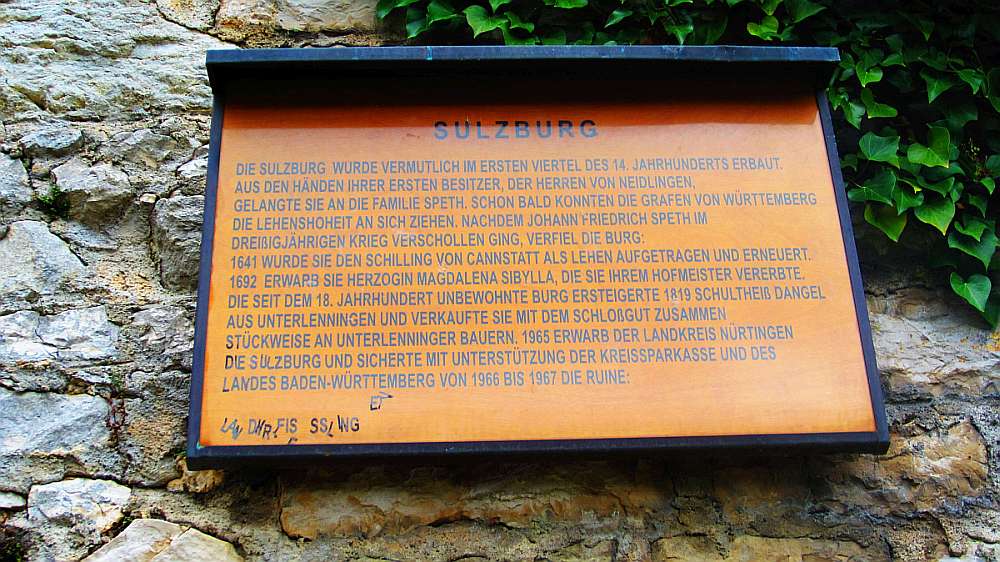 SULZBURG
DIE SULZBURG WURDE VERMUTLICH IM ERSTEN VIERTEL DES 14. JAHRHUNDERTS ERBAUT.
AUS DEN HÄNDEN IHRER ERSTEN BESITZER, DER HERREN VON NEIDLINGEN,
GELANGTE SIE AN DIE FAMILIE SPETH. SCHON BALD KONNTEN DIE GRAFEN VON WÜRTTEMBERG
DIE LEHENSHOHEIT AN SICH ZIEHEN. NACHDEM JOHANN FRIEDRICH SPETH IM
DREIßIGJÄHRIGEN KRIEG VERSCHOLLEN GING, VERFIEL DIE BURG:
1641 WURDE SIE DEN SCHILLING VON CANNSTATT ALS LEHEN AUFGETRAGEN UND ERNEUERT.
1692 ERWARB SIE HERZOGIN MAGDALENA SIBYLLA, DIE SIE IHREM HOFMEISTER VERERBTE.
DIE SEIT DEM 18. JAHRHUNDERT UNBEWOHNTE BURG ERSTEIGERTE 1819 SCHULTHEIß DANGEL
AUS UNTERLENNINGEN UND VERKAUFTE SIE MIT DEM SCHLOßGUT ZUSAMMEN
STÜCKWEISE AN UNTERLENNINGER BAUERN. 1965 ERWARB DER LANDKREIS NÜRTINGEN
DIE SULZBURG UND SICHERTE MIT UNTERSTÜTZUNG DER KREISSPARKASSE UND DES
LANDES BADEN-WÜRTTEMBERG VON 1966 BIS 1967 DIE RUINE: